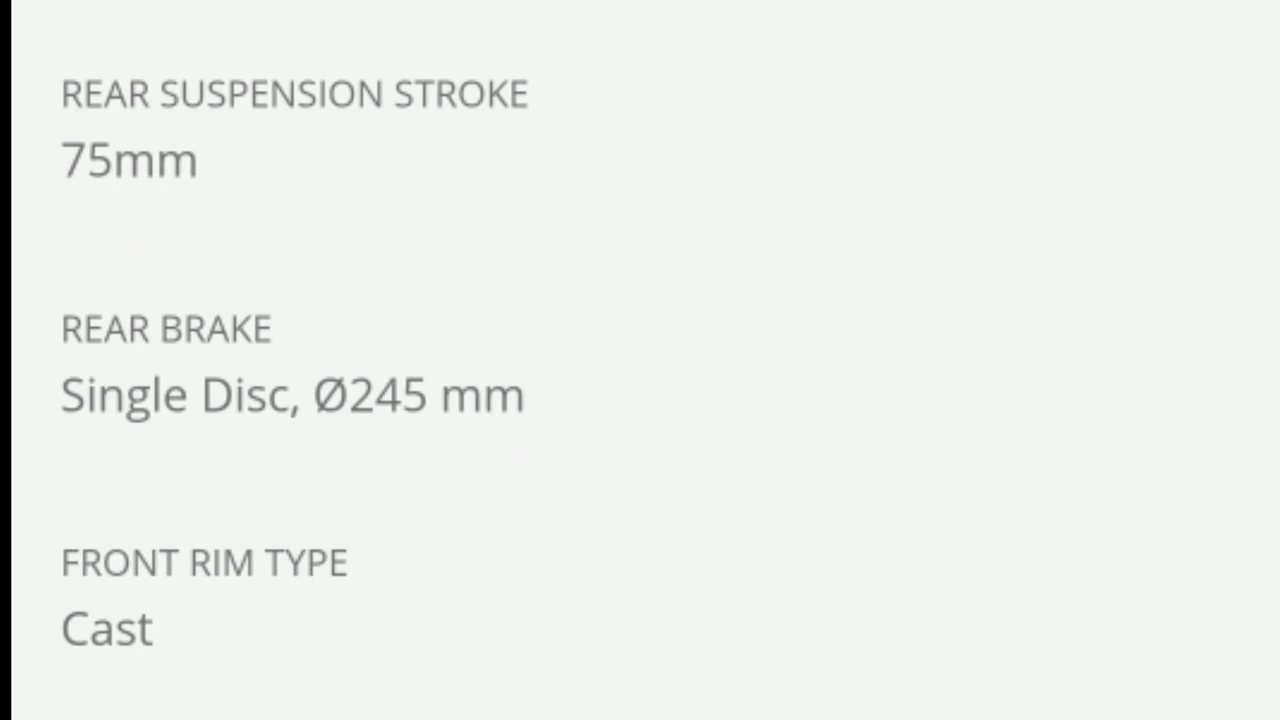 REAR SUSPENSION STROKE
75mm
REAR BRAKE
Single Disc, Ø245 mm
FRONT RIM TYPE
Cast